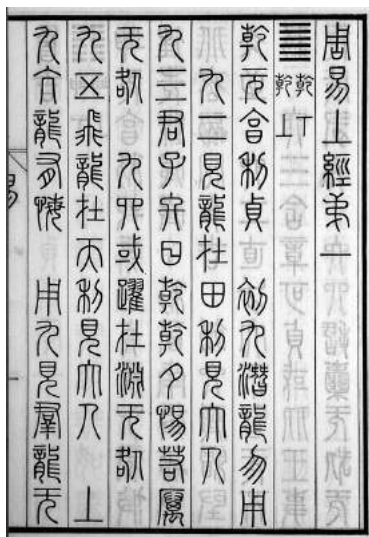 周易上經弟一
䷀ 乾下 乾上
乾元亨利貞 初九潛龍勿用
九二見龍在田利見大人
九三君子終日乾乾夕惕若厲
无咎 九四或躍在淵无咎
九五飛龍在天利見大人 上
九亢龍有悔 用九見羣龍无